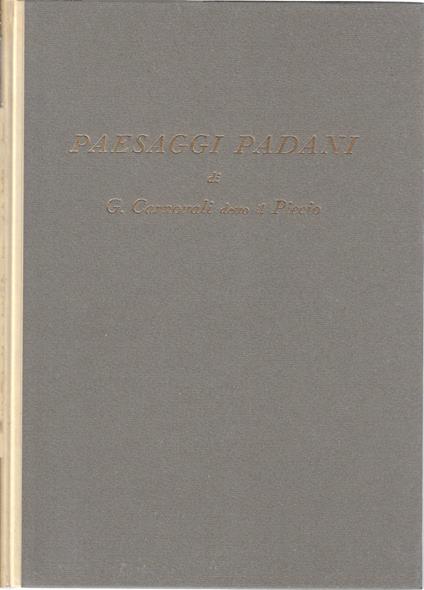 PAESAGGI PADANI
di
G. Carnovali detto il Piccio